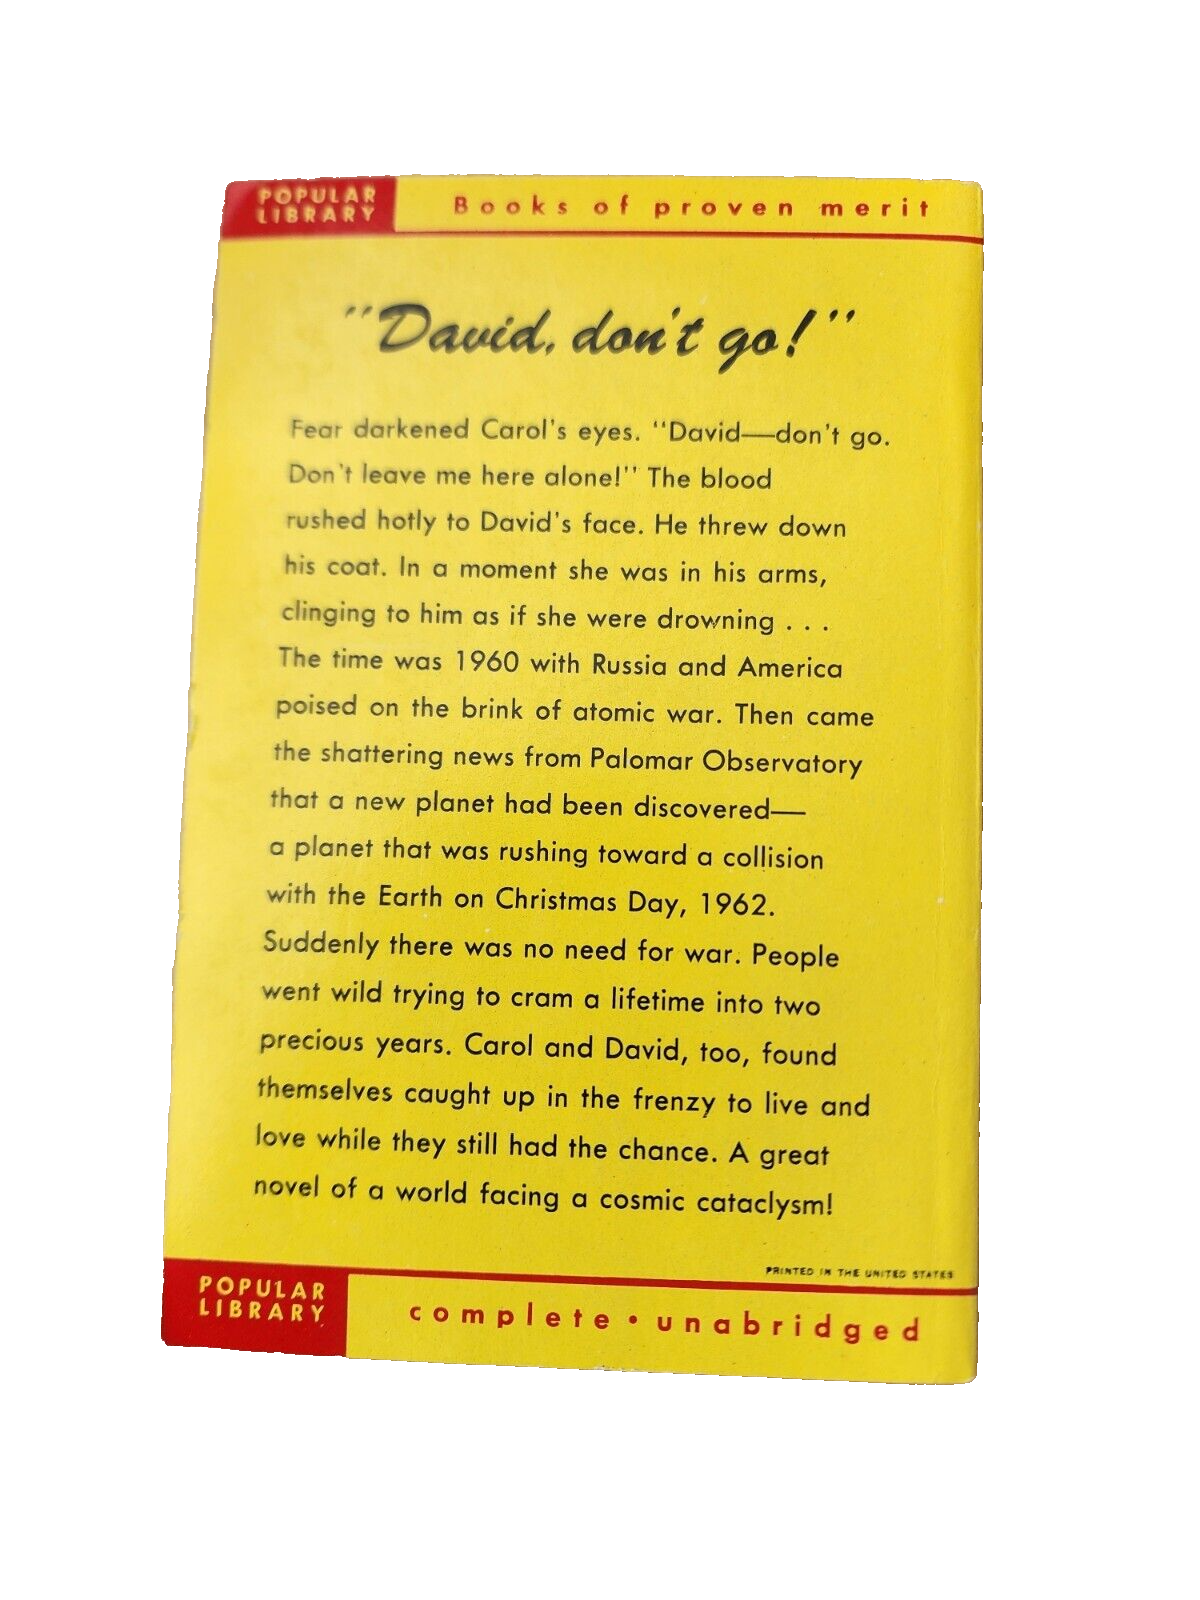 POPULAR
LIBRARY
Books of proven merit
"David, don't go!"
Fear darkened Carol's eyes. "David—don't go.
Don't leave me here alone!" The blood
rushed hotly to David's face. He threw down
his coat. In a moment she was in his arms,
clinging to him as if she were drowning . . .
The time was 1960 with Russia and America
poised on the brink of atomic war. Then came
the shattering news from Palomar Observatory
that a new planet had been discovered—
a planet that was rushing toward a collision
with the Earth on Christmas Day, 1962.
Suddenly there was no need for war. People
went wild trying to cram a lifetime into two
precious years. Carol and David, too, found
themselves caught up in the frenzy to live and
love while they still had the chance. A great
novel of a world facing a cosmic cataclysm!
PRINTED IN THE UNITED STATES
POPULAR
LIBRARY
complete • unabridged